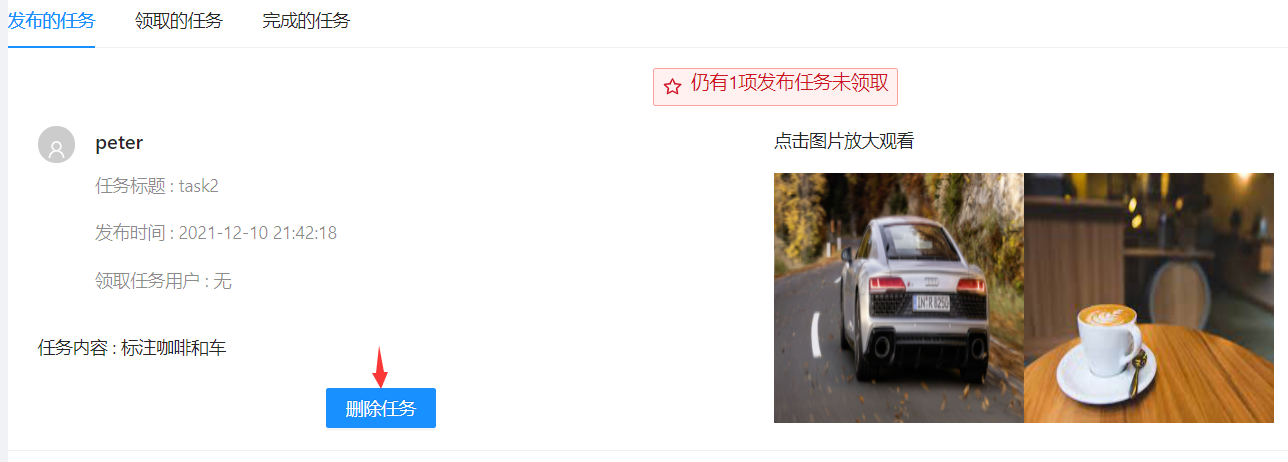 发布的任务 领取的任务 完成的任务
仍有1项发布任务未领取
peter
点击图片放大观看
任务标题 : task2
发布时间 : 2021-12-10 21:42:18
领取任务用户 : 无
任务内容 : 标注咖啡和车
删除任务
IN·R 8250